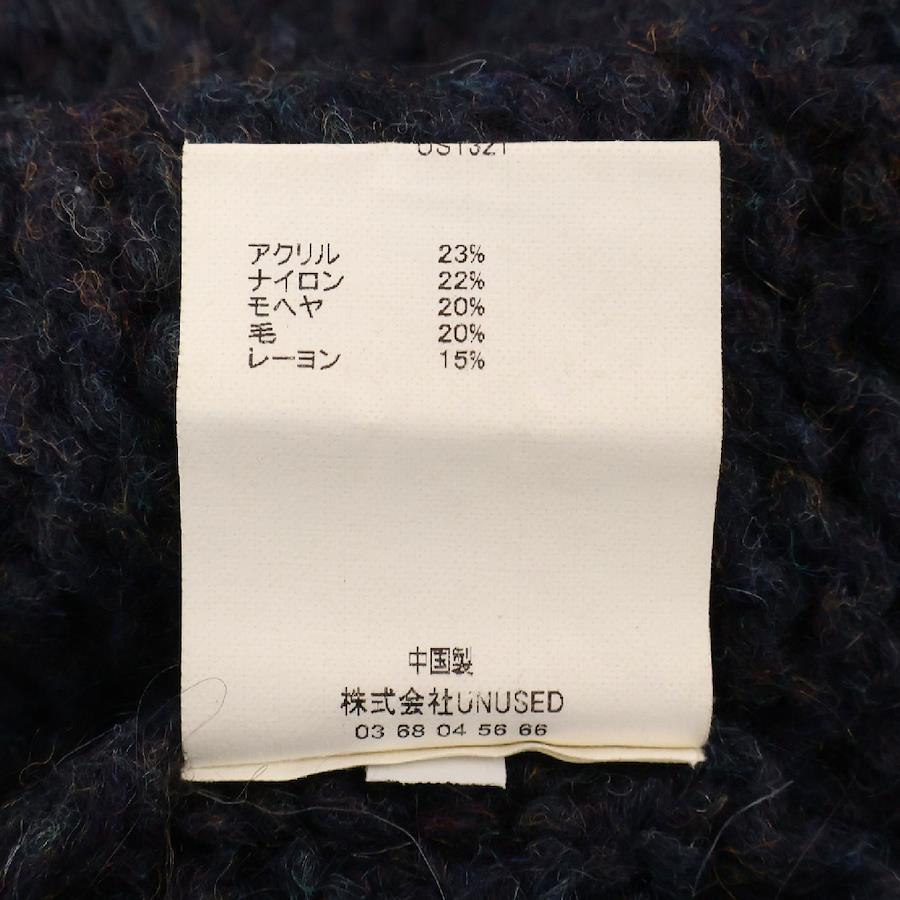 US1321
アクリル 23%
ナイロン 22%
モヘヤ 20%
毛 20%
レーヨン 15%
中国製
株式会社UNUSED
03 68 04 56 66